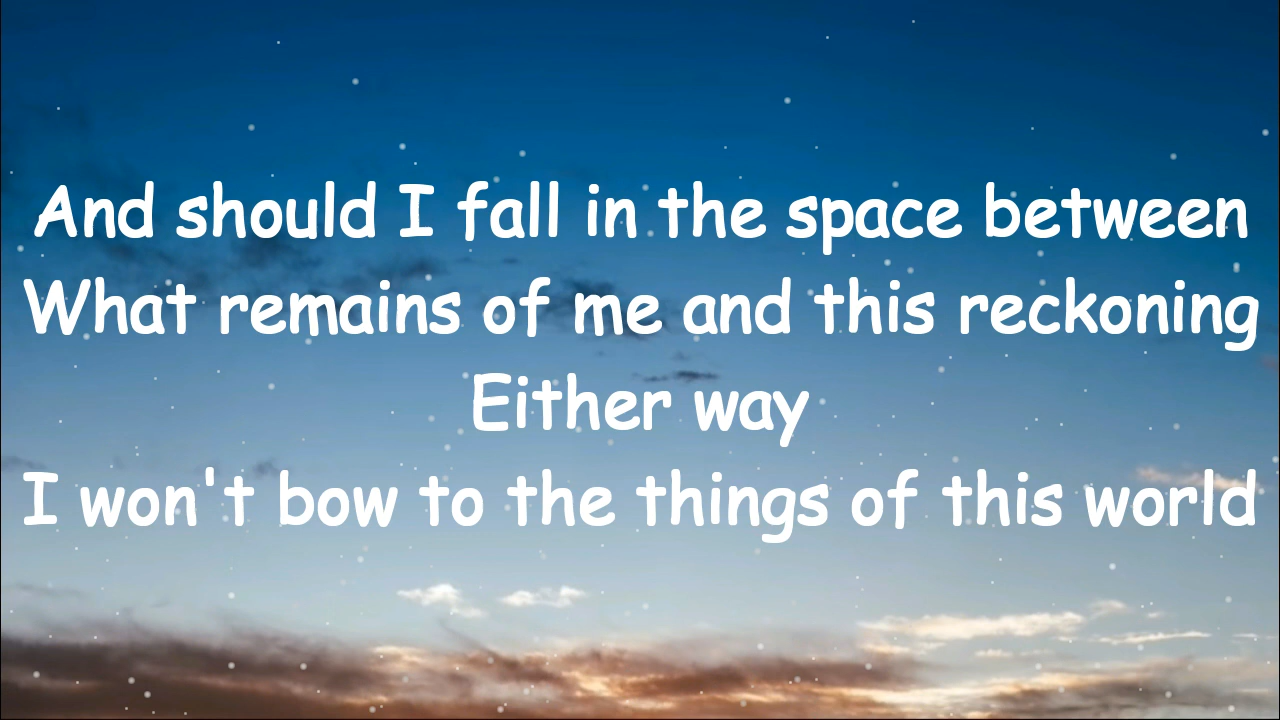 And should I fall in the space between
What remains of me and this reckoning
Either way
I won't bow to the things of this world